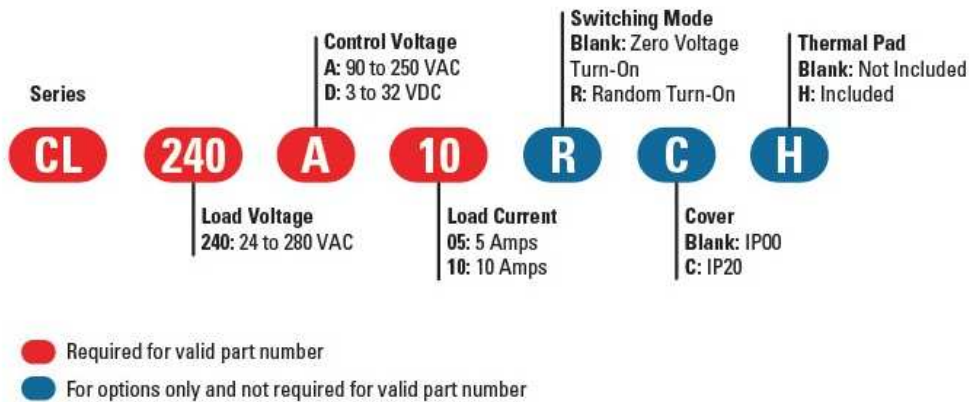 Switching Mode
Blank: Zero Voltage
Turn-On
R: Random Turn-On
Control Voltage
A: 90 to 250 VAC
D: 3 to 32 VDC
Thermal Pad
Blank: Not Included
H: Included
Series
CL 240 A 10 R C H
Load Voltage
240: 24 to 280 VAC
Load Current
05: 5 Amps
10: 10 Amps
Cover
Blank: IP00
C: IP20
Required for valid part number
For options only and not required for valid part number